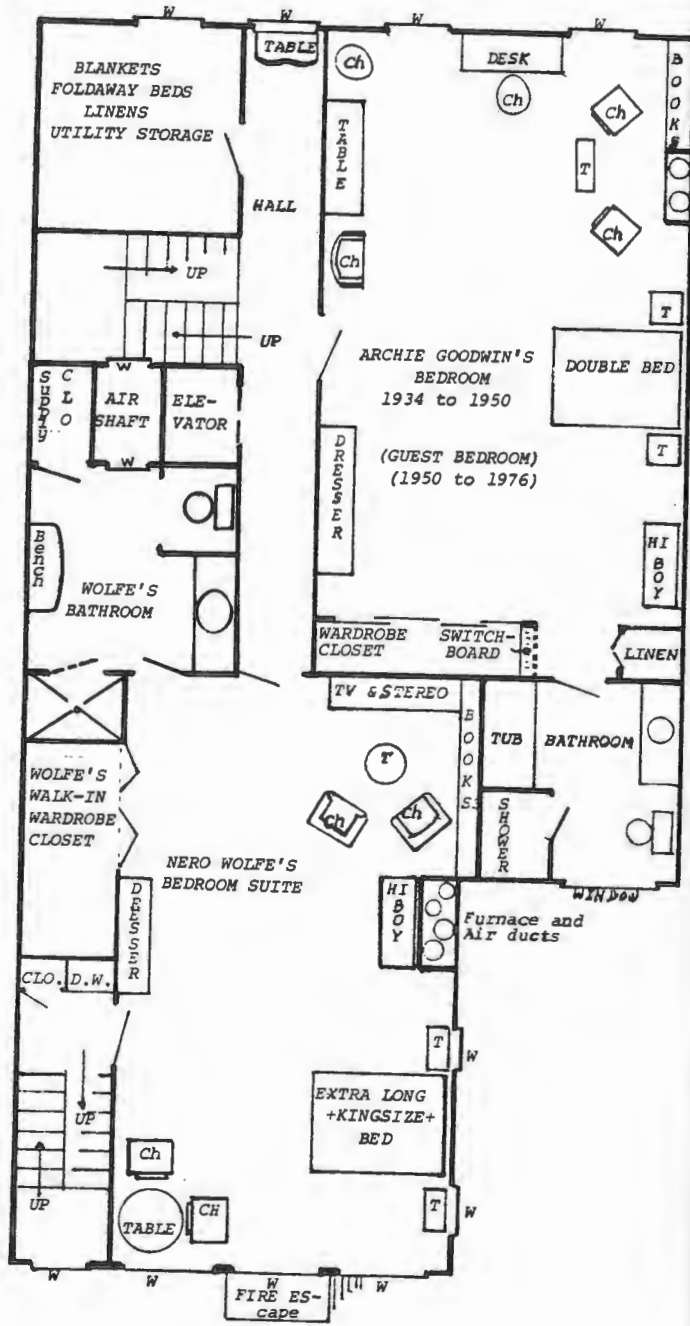 W
W
W
W
TABLE
BLANKETS
FOLDAWAY BEDS
LINENS
UTILITY STORAGE
Ch
DESK
Ch
BOOKS
Ch
TABLE
T
HALL
Ch
Ch
UP
UP
T
ARCHIE GOODWIN'S
BEDROOM
1934 to 1950
DOUBLE BED
W
Supply
CLO
AIR
SHAFT
ELE-
VATOR
W
(GUEST BEDROOM)
(1950 to 1976)
T
DRESSER
HI
BOY
Bench
WOLFE'S
BATHROOM
WARDROBE
CLOSET
SWITCH-
BOARD
LINEN
TV &STEREO
BOOKS
T
TUB
BATHROOM
WOLFE'S
WALK-IN
WARDROBE
CLOSET
Ch
Ch
SHOWER
NERO WOLFE'S
BEDROOM SUITE
DRESSER
HI
BOY
WINDOW
Furnace and
Air ducts
CLO.
D.W.
T
W
UP
EXTRA LONG
+KINGSIZE+
BED
Ch
UP
TABLE
CH
T
W
W
W
W
W
FIRE ES-
cape